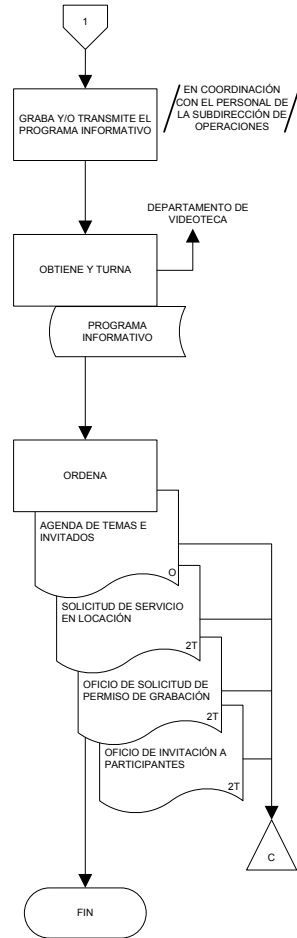 1
GRABA Y/O TRANSMITE EL
PROGRAMA INFORMATIVO
EN COORDINACIÓN
CON EL PERSONAL DE
LA SUBDIRECCIÓN DE
OPERACIONES
DEPARTAMENTO DE
VIDEOTECA
OBTIENE Y TURNA
PROGRAMA
INFORMATIVO
ORDENA
AGENDA DE TEMAS E
INVITADOS
O
SOLICITUD DE SERVICIO
EN LOCACIÓN
2T
OFICIO DE SOLICITUD DE
PERMISO DE GRABACIÓN
2T
OFICIO DE INVITACIÓN A
PARTICIPANTES
2T
C
FIN